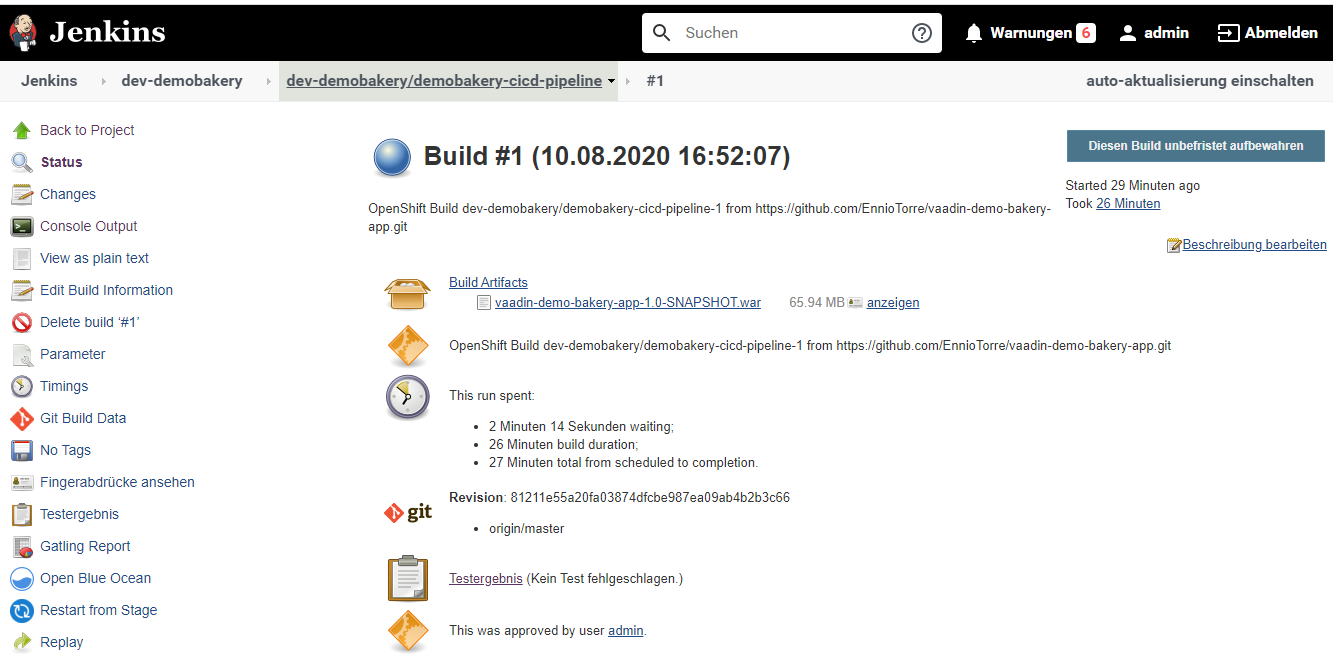 Jenkins
Suchen
Warnungen 6
admin
Abmelden
Jenkins
dev-demobakery
dev-demobakery/demobakery-cicd-pipeline
#1
auto-aktualisierung einschalten
Back to Project
Status
Changes
Console Output
View as plain text
Edit Build Information
Delete build ‘#1’
Parameter
Timings
Git Build Data
No Tags
Fingerabdrücke ansehen
Testergebnis
Gatling Report
Open Blue Ocean
Restart from Stage
Replay
Build #1 (10.08.2020 16:52:07)
Diesen Build unbefristet aufbewahren
Started 29 Minuten ago
Took 26 Minuten
OpenShift Build dev-demobakery/demobakery-cicd-pipeline-1 from https://github.com/EnnioTorre/vaadin-demo-bakery-
app.git
Beschreibung bearbeiten
Build Artifacts
vaadin-demo-bakery-app-1.0-SNAPSHOT.war 65.94 MB anzeigen
OpenShift Build dev-demobakery/demobakery-cicd-pipeline-1 from https://github.com/EnnioTorre/vaadin-demo-bakery-app.git
This run spent:
• 2 Minuten 14 Sekunden waiting;
• 26 Minuten build duration;
• 27 Minuten total from scheduled to completion.
git
Revision: 81211e55a20fa03874dfcbe987ea09ab4b2b3c66
• origin/master
Testergebnis (Kein Test fehlgeschlagen.)
This was approved by user admin.